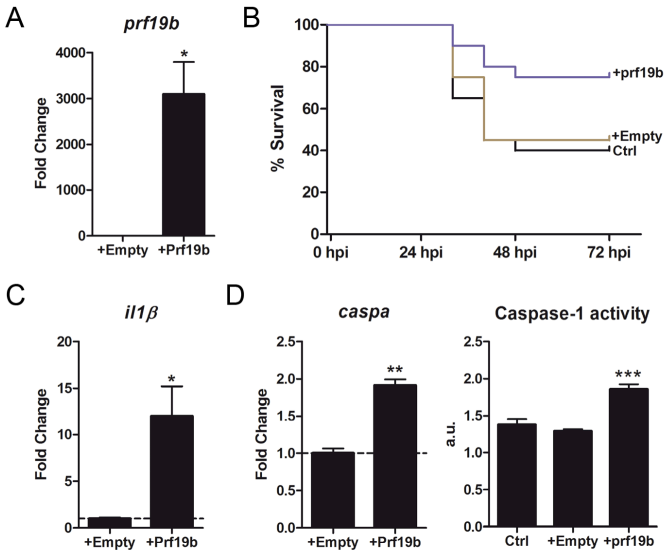 A
prf19b
*
4000
3000
2000
1000
0
Fold Change
+Empty +Prf19b
B
100
80
60
40
20
0
% Survival
+prf19b
+Empty
Ctrl
0 hpi 24 hpi 48 hpi 72 hpi
C
il1β
*
20
15
10
5
0
Fold Change
+Empty +Prf19b
D
caspa
**
2.5
2.0
1.5
1.0
0.5
0.0
Fold Change
+Empty +Prf19b
Caspase-1 activity
***
2.5
2.0
1.5
1.0
0.5
0.0
a.u.
Ctrl +Empty +prf19b